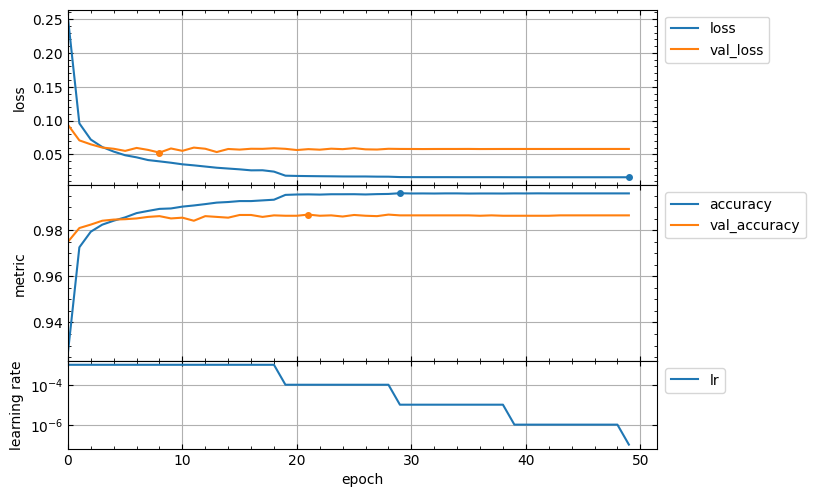 loss
0.25
0.20
0.15
0.10
0.05
loss
val_loss
metric
0.98
0.96
0.94
accuracy
val_accuracy
learning rate
10⁻⁴
10⁻⁶
lr
0 10 20 30 40 50
epoch